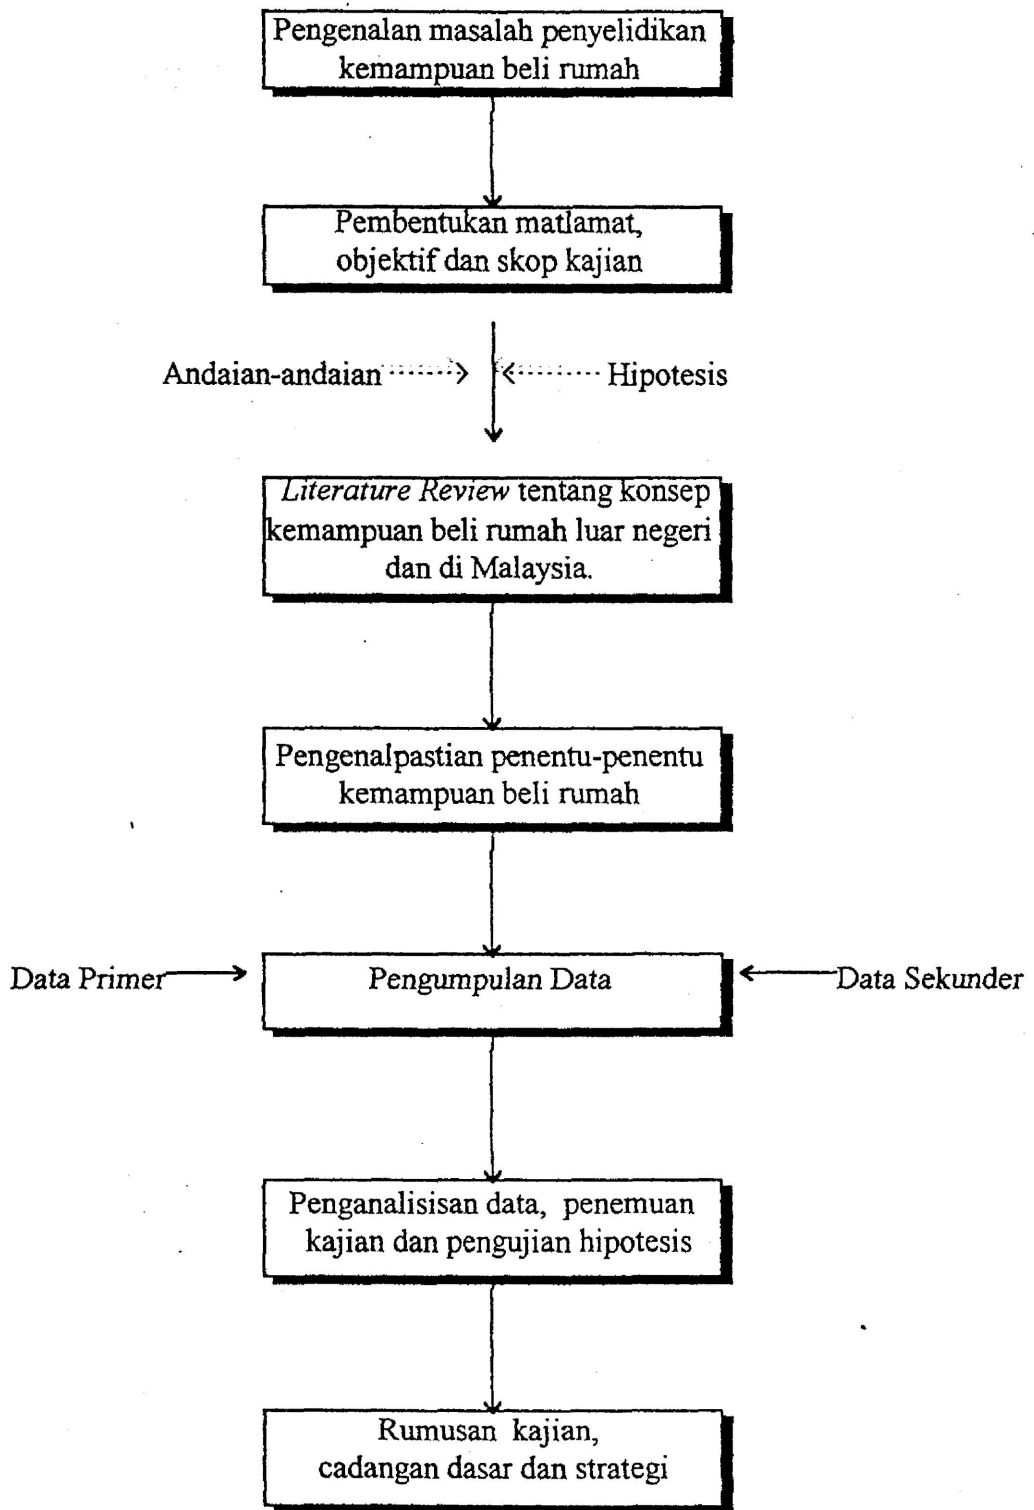 Pengenalan masalah penyelidikan
kemampuan beli rumah
Pembentukan matlamat,
objektif dan skop kajian
Andaian-andaian
Hipotesis
Literature Review tentang konsep
kemampuan beli rumah luar negeri
dan di Malaysia.
Pengenalpastian penentu-penentu
kemampuan beli rumah
Data Primer
Pengumpulan Data
Data Sekunder
Penganalisisan data, penemuan
kajian dan pengujian hipotesis
Rumusan kajian,
cadangan dasar dan strategi